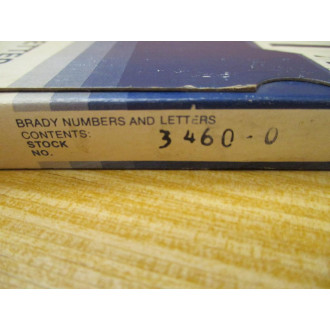 BRADY NUMBERS AND LETTERS
CONTENTS:
STOCK 3460-0
NO.